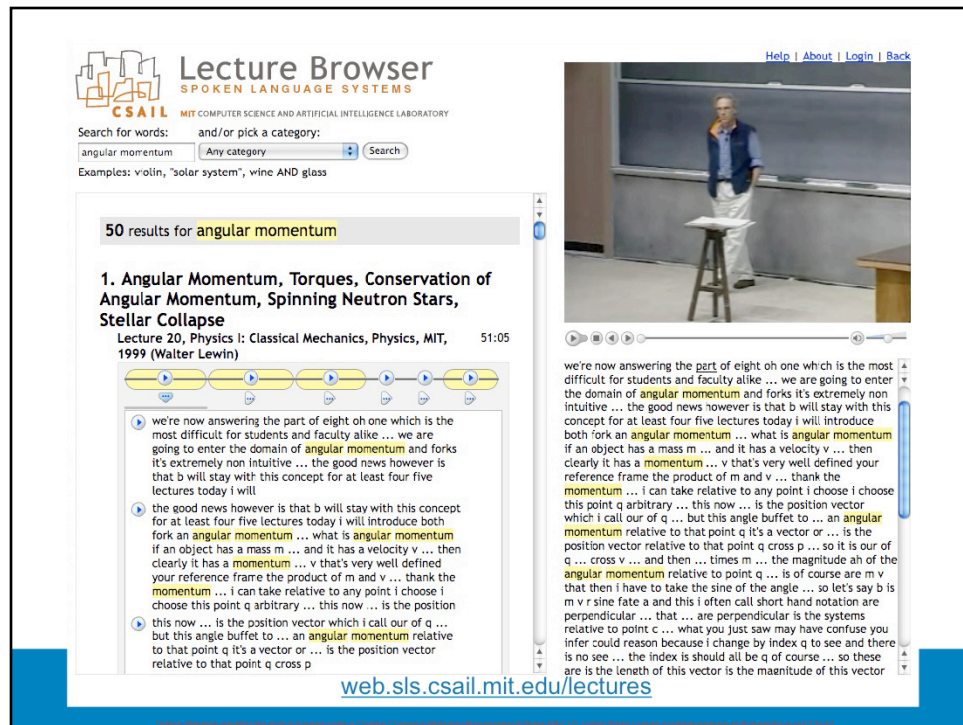 Help | About | Login | Back
Lecture Browser
SPOKEN LANGUAGE SYSTEMS
CSAIL
MIT COMPUTER SCIENCE AND ARTIFICIAL INTELLIGENCE LABORATORY
Search for words:
and/or pick a category:
angular momentum
Any category
Search
Examples: violin, "solar system", wine AND glass
50 results for angular momentum
1. Angular Momentum, Torques, Conservation of
Angular Momentum, Spinning Neutron Stars,
Stellar Collapse
Lecture 20, Physics I: Classical Mechanics, Physics, MIT, 51:05
1999 (Walter Lewin)
we're now answering the part of eight oh one which is the
most difficult for students and faculty alike ... we are
going to enter the domain of angular momentum and forks
it's extremely non intuitive ... the good news however is
that b will stay with this concept for at least four five
lectures today i will
the good news however is that b will stay with this concept
for at least four five lectures today i will introduce both
fork an angular momentum ... what is angular momentum
if an object has a mass m ... and it has a velocity v ... then
clearly it has a momentum ... v that's very well defined
your reference frame the product of m and v ... thank the
momentum ... i can take relative to any point i choose i
choose this point q arbitrary ... this now ... is the position
this now ... is the position vector which i call our of q ...
but this angle buffet to ... an angular momentum relative
to that point q it's a vector or ... is the position vector
relative to that point q cross p
we're now answering the part of eight oh one which is the most
difficult for students and faculty alike ... we are going to enter
the domain of angular momentum and forks it's extremely non
intuitive ... the good news however is that b will stay with this
concept for at least four five lectures today i will introduce
both fork an angular momentum ... what is angular momentum
if an object has a mass m ... and it has a velocity v ... then
clearly it has a momentum ... v that's very well defined your
reference frame the product of m and v ... thank the
momentum ... i can take relative to any point i choose i choose
this point q arbitrary ... this now ... is the position vector
which i call our of q ... but this angle buffet to ... an angular
momentum relative to that point q it's a vector or ... is the
position vector relative to that point q cross p ... so it is our of
q ... cross v ... and then ... times m ... the magnitude ah of the
angular momentum relative to point q ... is of course are m v
that then i have to take the sine of the angle ... so let's say b is
m v r sine fate a and this i often call short hand notation are
perpendicular ... that ... are perpendicular is the systems
relative to point c ... what you just saw may have confuse you
infer could reason because i change by index q to see and there
is no see ... the index is should all be q of course ... so these
are is the length of this vector is the magnitude of this vector
web.sls.csail.mit.edu/lectures